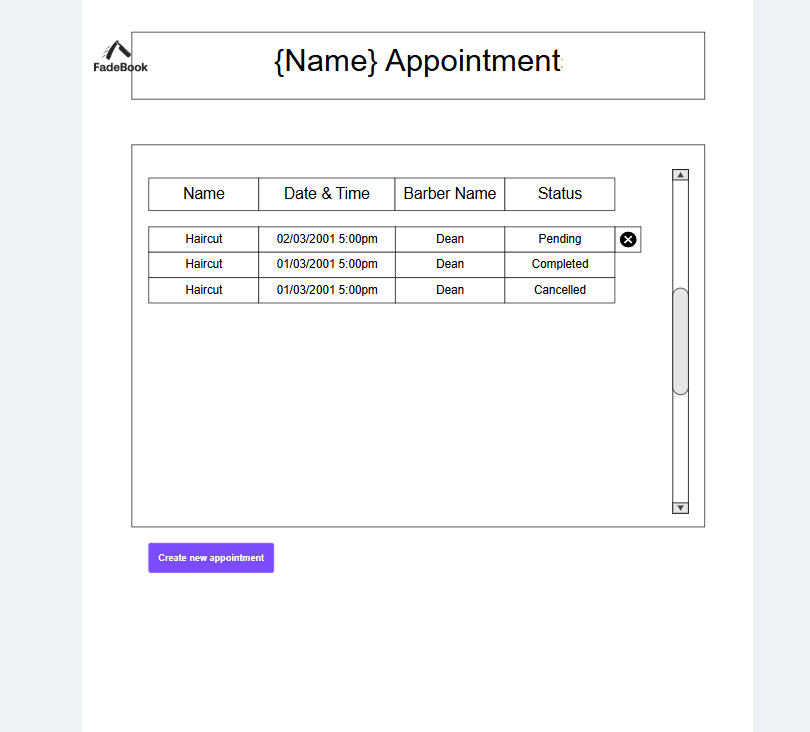 FadeBook
{Name} Appointment
Name Date & Time Barber Name Status
Haircut 02/03/2001 5:00pm Dean Pending
Haircut 01/03/2001 5:00pm Dean Completed
Haircut 01/03/2001 5:00pm Dean Cancelled
Create new appointment